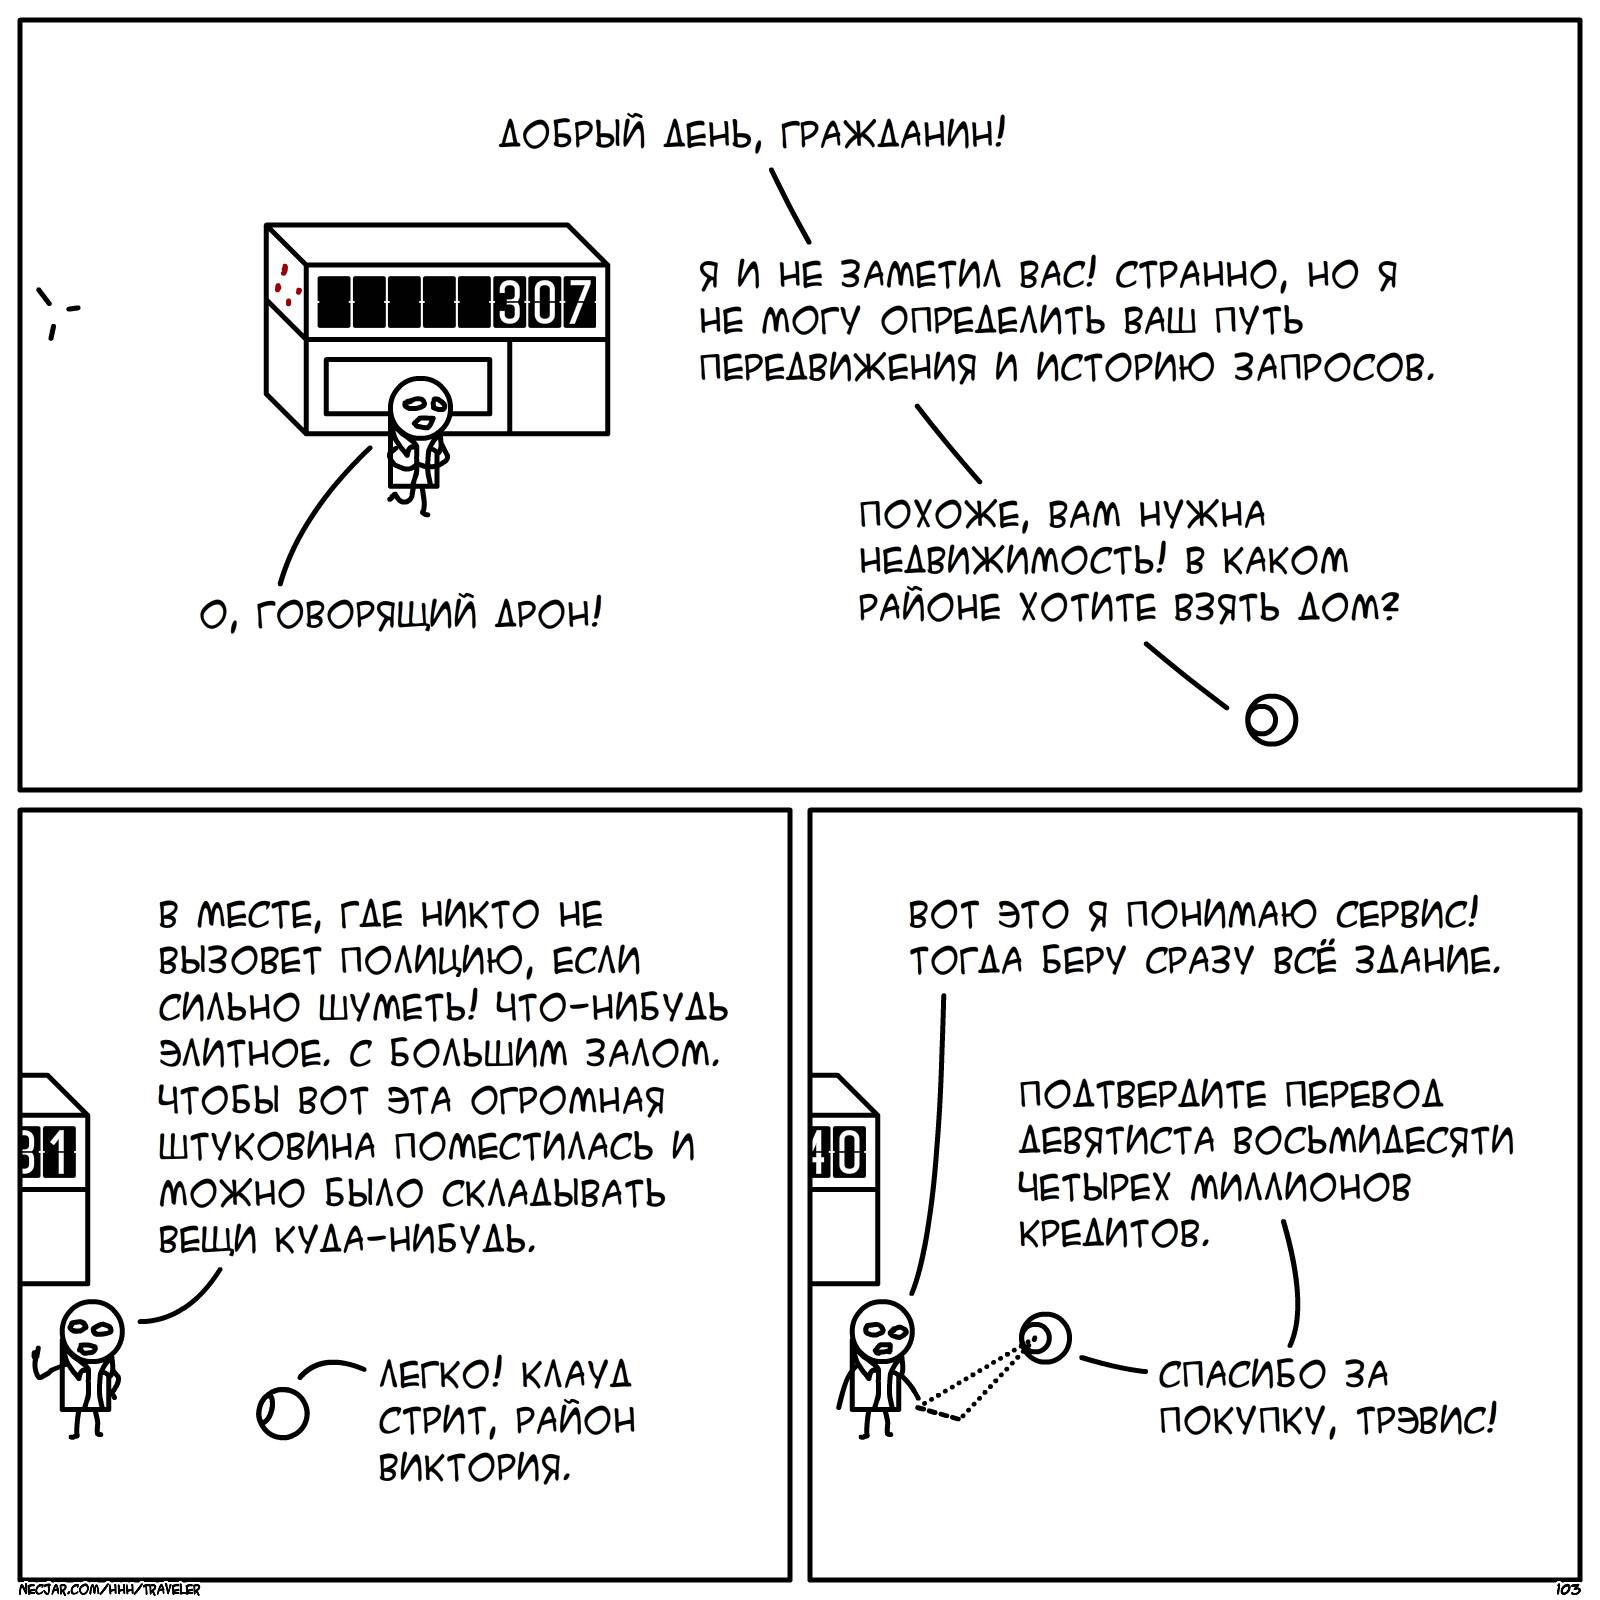 ДОБРЫЙ ДЕНЬ, ГРАЖДАНИН!
Я И НЕ ЗАМЕТИЛ ВАС! СТРАННО, НО Я
НЕ МОГУ ОПРЕДЕЛИТЬ ВАШ ПУТЬ
ПЕРЕДВИЖЕНИЯ И ИСТОРИЮ ЗАПРОСОВ.
307
ПОХОЖЕ, ВАМ НУЖНА
НЕДВИЖИМОСТЬ! В КАКОМ
РАЙОНЕ ХОТИТЕ ВЗЯТЬ ДОМ?
О, ГОВОРЯЩИЙ ДРОН!
В МЕСТЕ, ГДЕ НИКТО НЕ
ВЫЗОВЕТ ПОЛИЦИЮ, ЕСЛИ
СИЛЬНО ШУМЕТЬ! ЧТО-НИБУДЬ
ЭЛИТНОЕ. С БОЛЬШИМ ЗАЛОМ.
ЧТОБЫ ВОТ ЭТА ОГРОМНАЯ
ШТУКОВИНА ПОМЕСТИЛАСЬ И
МОЖНО БЫЛО СКЛАДЫВАТЬ
ВЕЩИ КУДА-НИБУДЬ.
31
ЛЕГКО! КЛАУД
СТРИТ, РАЙОН
ВИКТОРИЯ.
ВОТ ЭТО Я ПОНИМАЮ СЕРВИС!
ТОГДА БЕРУ СРАЗУ ВСЁ ЗДАНИЕ.
40
ПОДТВЕРДИТЕ ПЕРЕВОД
ДЕВЯТИСТА ВОСЬМИДЕСЯТИ
ЧЕТЫРЕХ МИЛЛИОНОВ
КРЕДИТОВ.
СПАСИБО ЗА
ПОКУПКУ, ТРЭВИС!
NECJAR.COM/HHH/TRAVELER
103